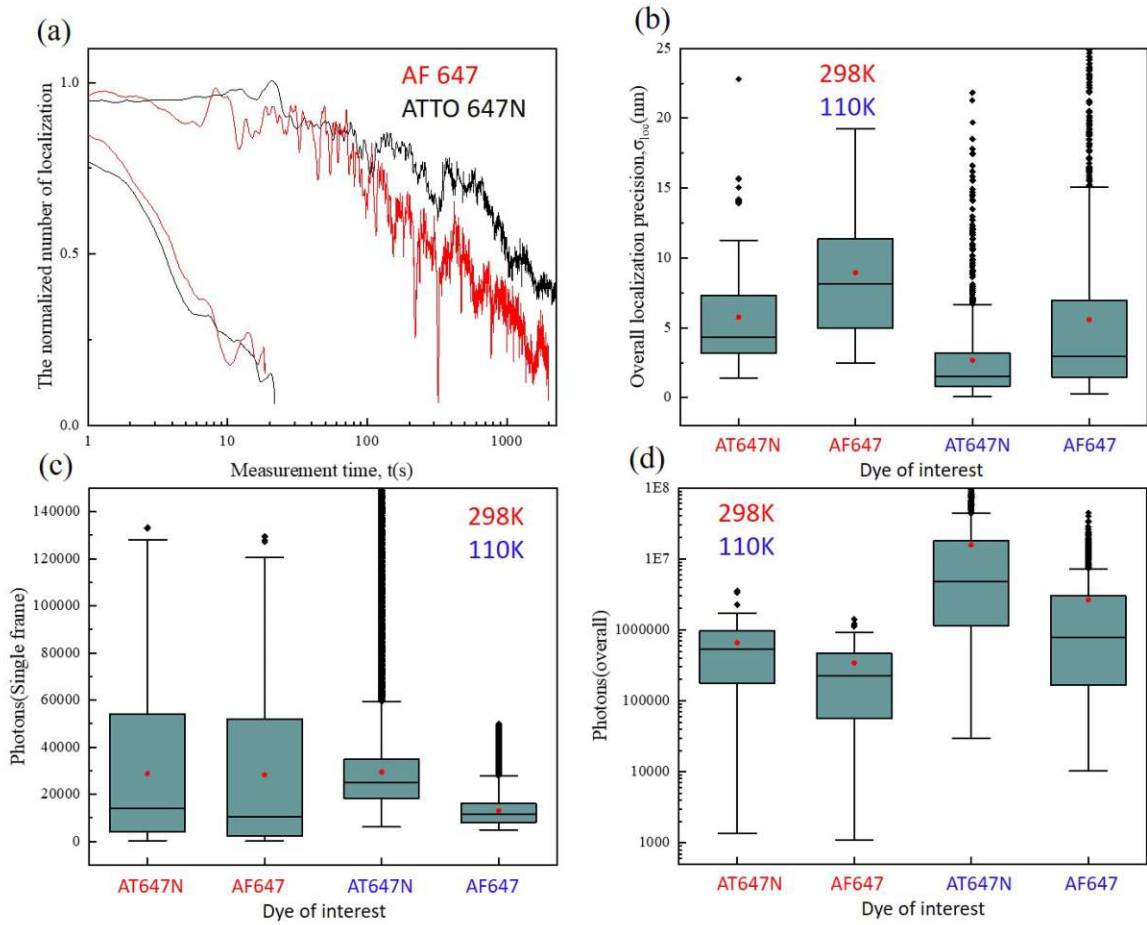 (a)
AF 647
ATTO 647N
The normalized number of localization
1.0
0.5
0.0
1
10
100
1000
Measurement time, t(s)
(b)
298K
110K
Overall localization precision,σloc(nm)
25
20
15
10
5
0
AT647N
AF647
AT647N
AF647
Dye of interest
(c)
298K
110K
Photons(Single frame)
140000
120000
100000
80000
60000
40000
20000
0
AT647N
AF647
AT647N
AF647
Dye of interest
(d)
298K
110K
Photons(overall)
1E8
1E7
1000000
100000
10000
1000
AT647N
AF647
AT647N
AF647
Dye of interest